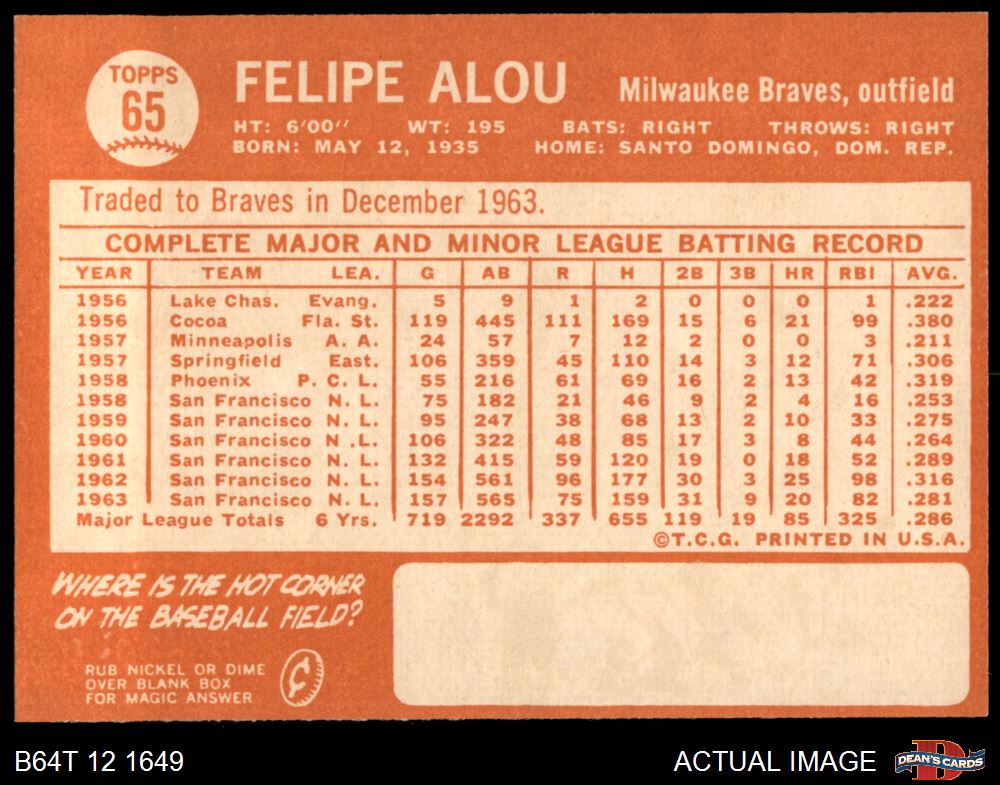 TOPPS
65
FELIPE ALOU Milwaukee Braves, outfield
HT: 6'00" WT: 195 BATS: RIGHT THROWS: RIGHT
BORN: MAY 12, 1935 HOME: SANTO DOMINGO, DOM. REP.
Traded to Braves in December 1963.
COMPLETE MAJOR AND MINOR LEAGUE BATTING RECORD
YEAR TEAM LEA. G AB R H 2B 3B HR RBI AVG.
1956 Lake Chas. Evang. 5 9 1 2 0 0 0 1 .222
1956 Cocoa Fla. St. 119 445 111 169 15 6 21 99 .380
1957 Minneapolis A. A. 24 57 7 12 2 0 0 3 .211
1957 Springfield East. 106 359 45 110 14 3 12 71 .306
1958 Phoenix P. C. L. 55 216 61 69 16 2 13 42 .319
1958 San Francisco N. L. 75 182 21 46 9 2 4 16 .253
1959 San Francisco N. L. 95 247 38 68 13 2 10 33 .275
1960 San Francisco N .L. 106 322 48 85 17 3 8 44 .264
1961 San Francisco N. L. 132 415 59 120 19 0 18 52 .289
1962 San Francisco N. L. 154 561 96 177 30 3 25 98 .316
1963 San Francisco N. L. 157 565 75 159 31 9 20 82 .281
Major League Totals 6 Yrs. 719 2292 337 655 119 19 85 325 .286
©T.C.G. PRINTED IN U.S.A.
WHERE IS THE HOT CORNER
ON THE BASEBALL FIELD?
RUB NICKEL OR DIME
OVER BLANK BOX
FOR MAGIC ANSWER
¢
B64T 12 1649 ACTUAL IMAGE D DEAN'S CARDS